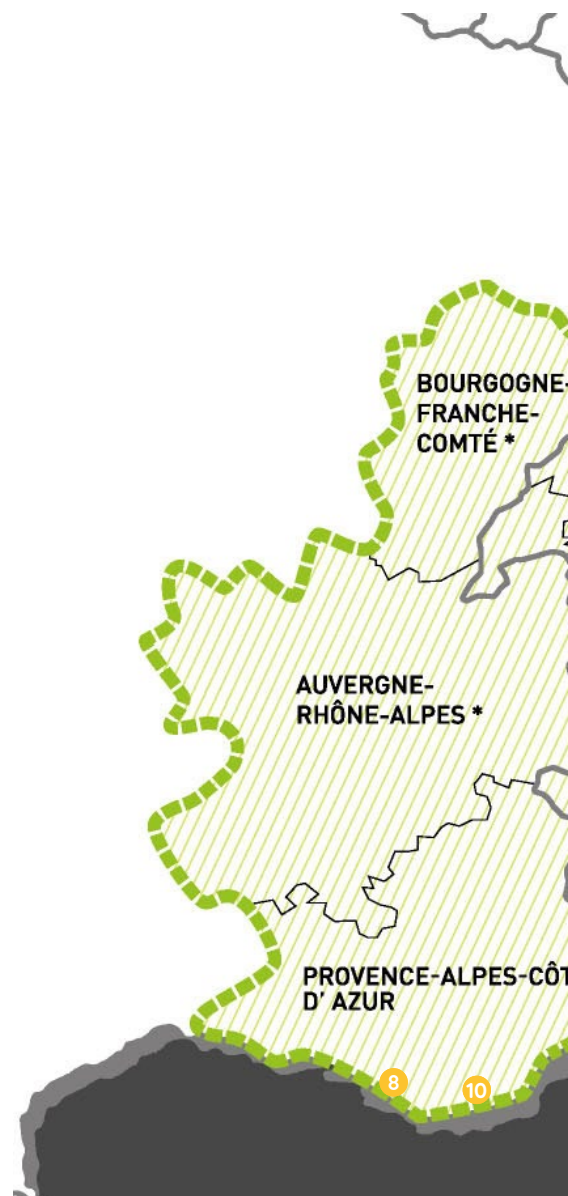 BOURGOGNE-
FRANCHE-
COMTÉ *
AUVERGNE-
RHÔNE-ALPES *
PROVENCE-ALPES-CÔT
D' AZUR
8
10